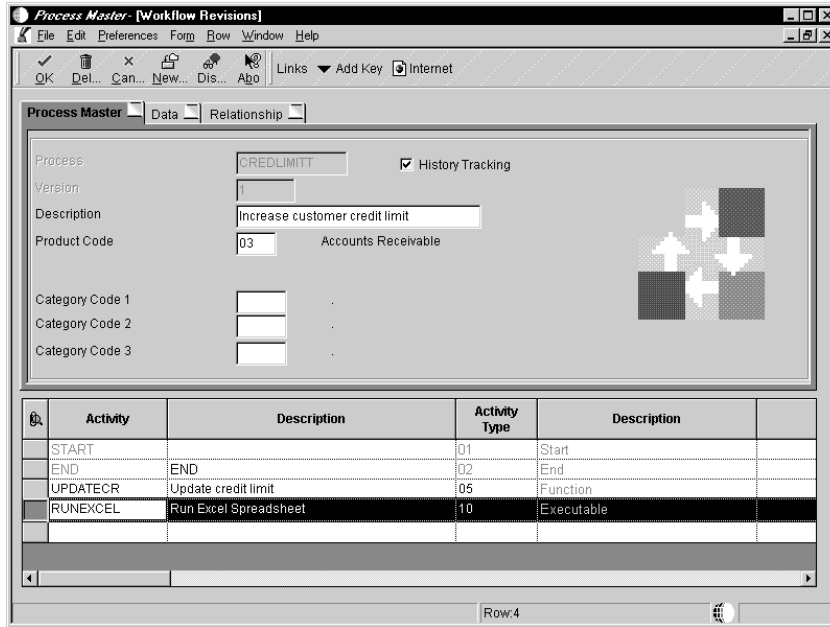 Process Master - [Workflow Revisions]
File Edit Preferences Form Row Window Help
OK Del... Can... New... Dis... Abo Links Add Key Internet
Process Master Data Relationship
Process CREDLIMITT History Tracking
Version 1
Description Increase customer credit limit
Product Code 03 Accounts Receivable
Category Code 1 .
Category Code 2 .
Category Code 3 .
Activity Description Activity Type Description
START 01 Start
END END 02 End
UPDATECR Update credit limit 05 Function
RUNEXCEL Run Excel Spreadsheet 10 Executable
Row:4